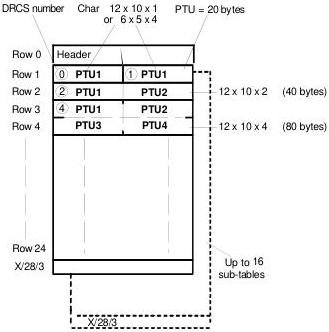 DRCS number Char 12 x 10 x 1 PTU = 20 bytes
or 6 x 5 x 4
Row 0 Header
Row 1 0 PTU1 1 PTU1
Row 2 2 PTU1 PTU2 12 x 10 x 2 (40 bytes)
Row 3 4 PTU1 PTU2
Row 4 PTU3 PTU4 12 x 10 x 4 (80 bytes)
Row 24
X/28/3
Up to 16
sub-tables
X/28/3